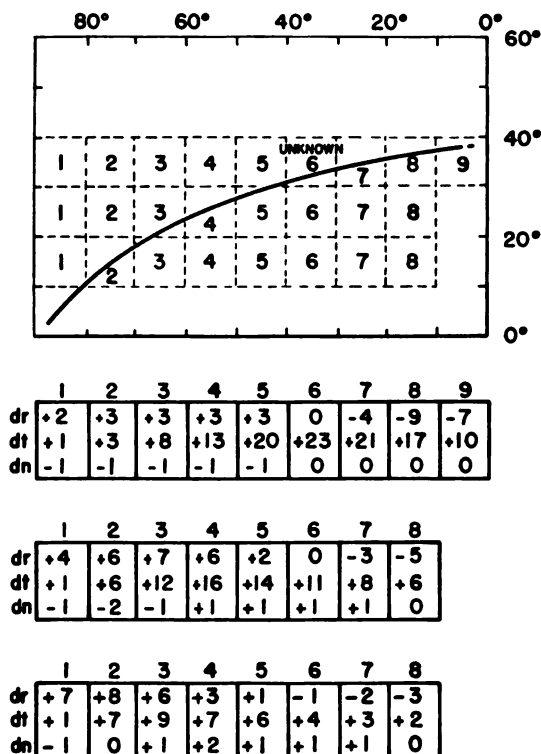 80° 60° 40° 20° 0°
60°
UNKNOWN
40°
1 2 3 4 5 6 7 8 9
1 2 3 4 5 6 7 8
20°
1 2 3 4 5 6 7 8
0°
1 2 3 4 5 6 7 8 9
dr +2 +3 +3 +3 +3 0 -4 -9 -7
dt +1 +3 +8 +13 +20 +23 +21 +17 +10
dn -1 -1 -1 -1 -1 0 0 0 0
1 2 3 4 5 6 7 8
dr +4 +6 +7 +6 +2 0 -3 -5
dt +1 +6 +12 +16 +14 +11 +8 +6
dn -1 -2 -1 +1 +1 +1 +1 0
1 2 3 4 5 6 7 8
dr +7 +8 +6 +3 +1 -1 -2 -3
dt +1 +7 +9 +7 +6 +4 +3 +2
dn -1 0 +1 +2 +1 +1 +1 0